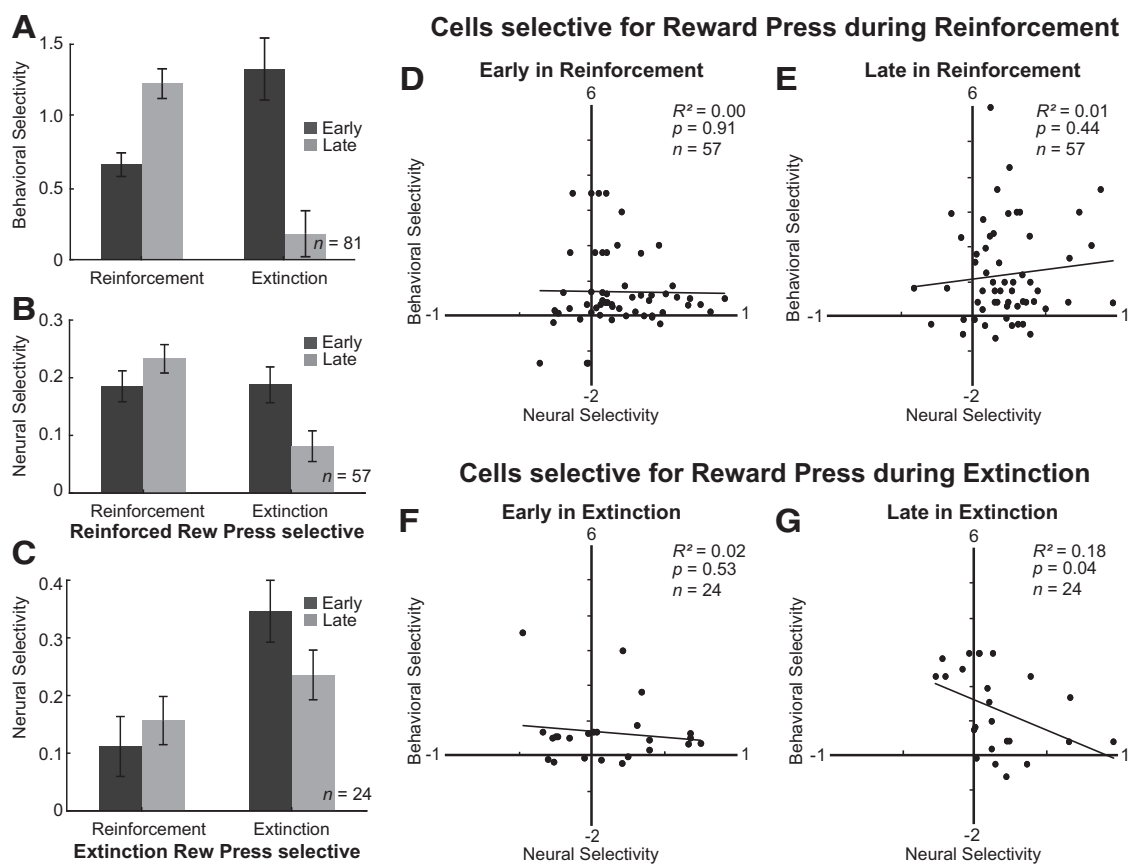 A
1.5
1.0
0.5
0
Behavioral Selectivity
Early
Late
n = 81
Reinforcement
Extinction
B
0.3
0.2
0.1
0
Nerural Selectivity
Early
Late
n = 57
Reinforcement
Extinction
Reinforced Rew Press selective
C
0.4
0.3
0.2
0.1
0
Nerural Selectivity
Early
Late
n = 24
Reinforcement
Extinction
Extinction Rew Press selective
Cells selective for Reward Press during Reinforcement
D
Early in Reinforcement
6
R² = 0.00
p = 0.91
n = 57
Behavioral Selectivity
-1
1
-2
Neural Selectivity
E
Late in Reinforcement
6
R² = 0.01
p = 0.44
n = 57
Behavioral Selectivity
-1
1
-2
Neural Selectivity
Cells selective for Reward Press during Extinction
F
Early in Extinction
6
R² = 0.02
p = 0.53
n = 24
Behavioral Selectivity
-1
1
-2
Neural Selectivity
G
Late in Extinction
6
R² = 0.18
p = 0.04
n = 24
Behavioral Selectivity
-1
1
-2
Neural Selectivity